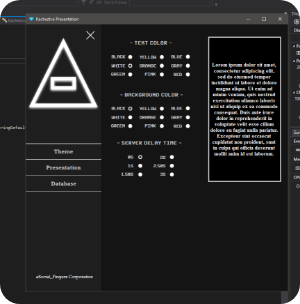 Kachestive Presentation
- TEXT COLOR -
BLACK YELLOW BLUE
WHITE ORANGE GREY
GREEN PINK RED
- BACKGROUND COLOR -
BLACK YELLOW BLUE
WHITE ORANGE GREY
GREEN PINK RED
- SERVER DELAY TIME -
0S 2S
1S 2.50S
1.50S 3S
Theme
Presentation
Database
Lorem ipsum dolor sit amet,
consectetur adipiscing elit,
sed do eiusmod tempor
incididunt ut labore et dolore
magna aliqua. Ut enim ad
minim veniam, quis nostrud
exercitation ullamco laboris
nisi ut aliquip ex ea commodo
consequat. Duis aute irure
dolor in reprehenderit in
voluptate velit esse cillum
dolore eu fugiat nulla pariatur.
Excepteur sint occaecat
cupidatat non proident, sunt
in culpa qui officia deserunt
mollit anim id est laborum.
eSocial_Fingers Corporation